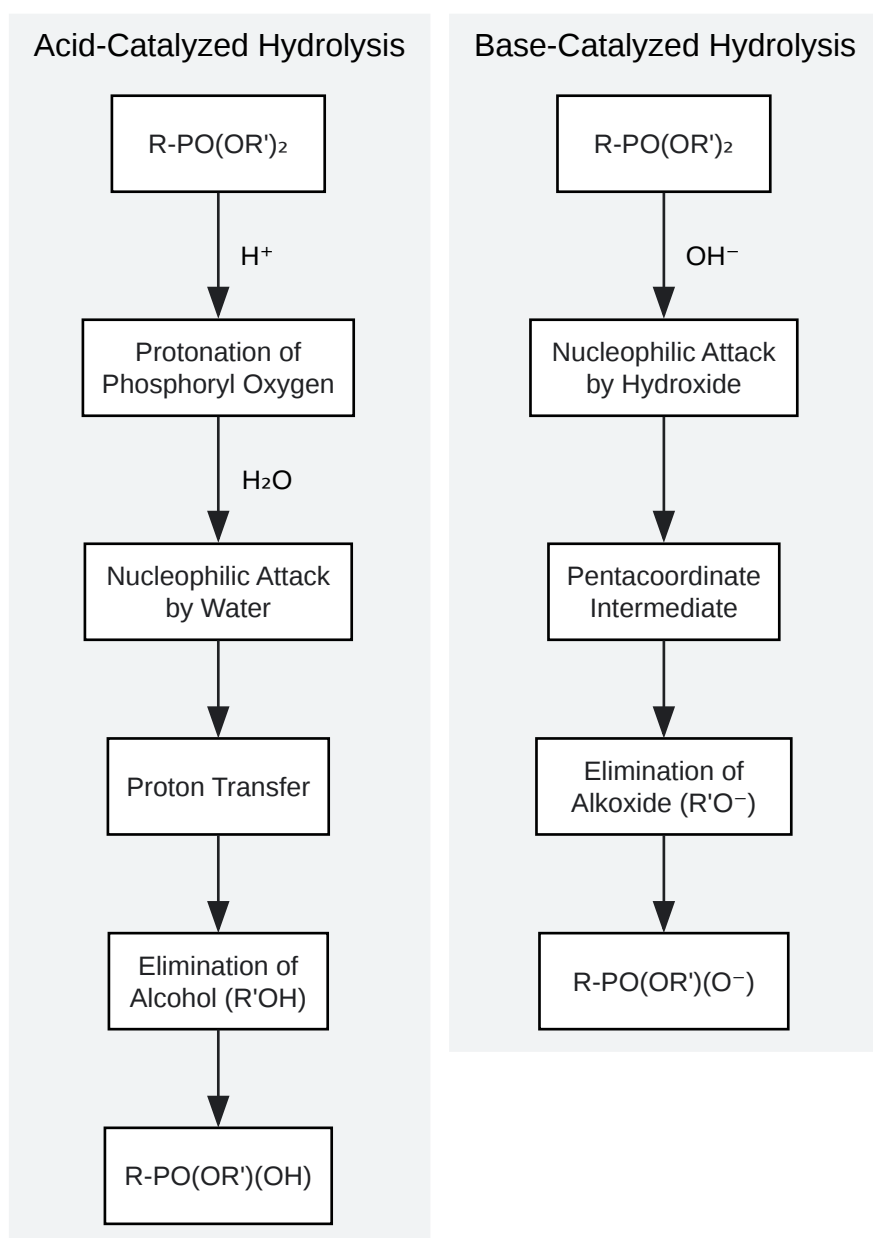 Acid-Catalyzed Hydrolysis
R-PO(OR')₂
H⁺
Protonation of
Phosphoryl Oxygen
H₂O
Nucleophilic Attack
by Water
Proton Transfer
Elimination of
Alcohol (R'OH)
R-PO(OR')(OH)
Base-Catalyzed Hydrolysis
R-PO(OR')₂
OH⁻
Nucleophilic Attack
by Hydroxide
Pentacoordinate
Intermediate
Elimination of
Alkoxide (R'O⁻)
R-PO(OR')(O⁻)